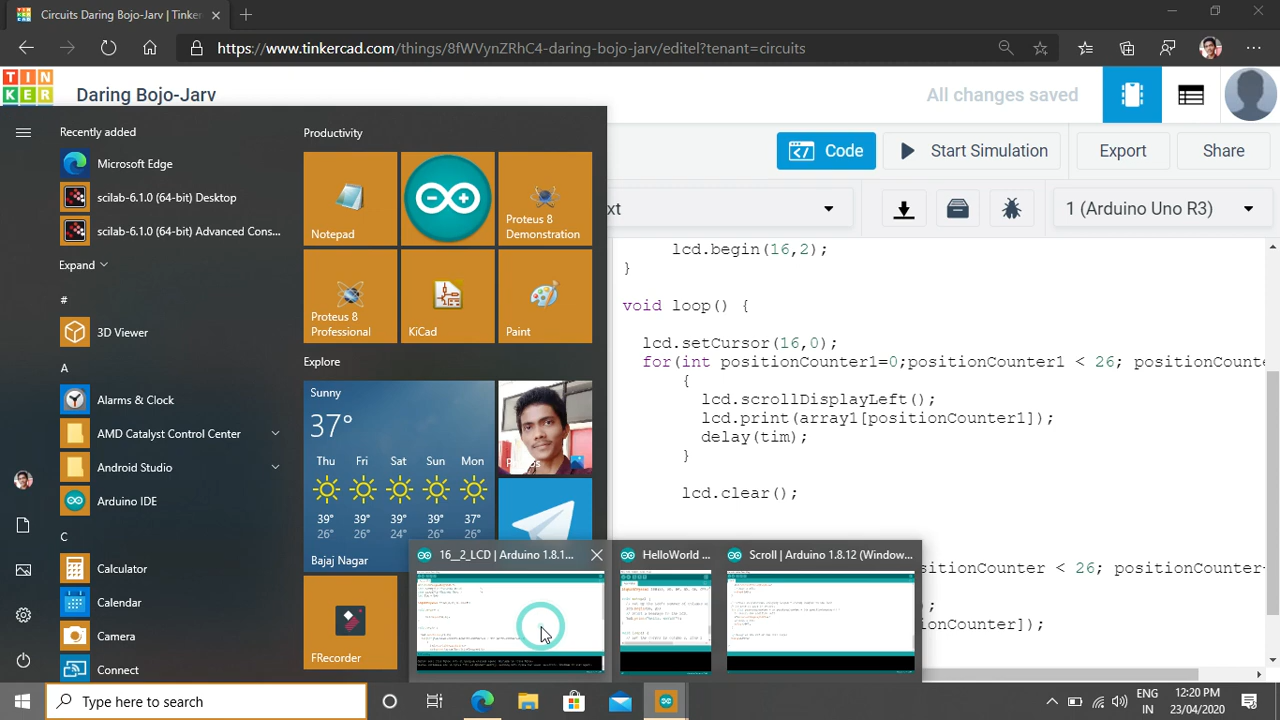 Circuits Daring Bojo-Jarv | Tinker
https://www.tinkercad.com/things/8fWVynZRhC4-daring-bojo-jarv/editel?tenant=circuits
TIN
KER
Daring Bojo-Jarv
All changes saved
Code
Start Simulation
Export
Share
xt
1 (Arduino Uno R3)
Recently added
Microsoft Edge
scilab-6.1.0 (64-bit) Desktop
scilab-6.1.0 (64-bit) Advanced Cons...
Expand
#
3D Viewer
A
Alarms & Clock
AMD Catalyst Control Center
Android Studio
Arduino IDE
C
Calculator
Calendar
Camera
Connect
Productivity
Notepad
Proteus 8
Demonstration
Proteus 8
Professional
KiCad
Paint
Explore
Sunny
37°
Thu Fri Sat Sun Mon
39° 39° 39° 39° 37°
26° 26° 24° 26° 26°
Bajaj Nagar
FRecorder
lcd.begin(16,2);
}
void loop() {
lcd.setCursor(16,0);
for(int positionCounter1=0;positionCounter1 < 26; positionCounte
{
lcd.scrollDisplayLeft();
lcd.print(array1[positionCounter1]);
delay(tim);
}
lcd.clear();
sitionCounter < 26; positionCounter
;
ounter]);
16__2_LCD | Arduino 1.8.1...
HelloWorld ...
Scroll | Arduino 1.8.12 (Window...
Type here to search
ENG
IN
12:20 PM
23/04/2020